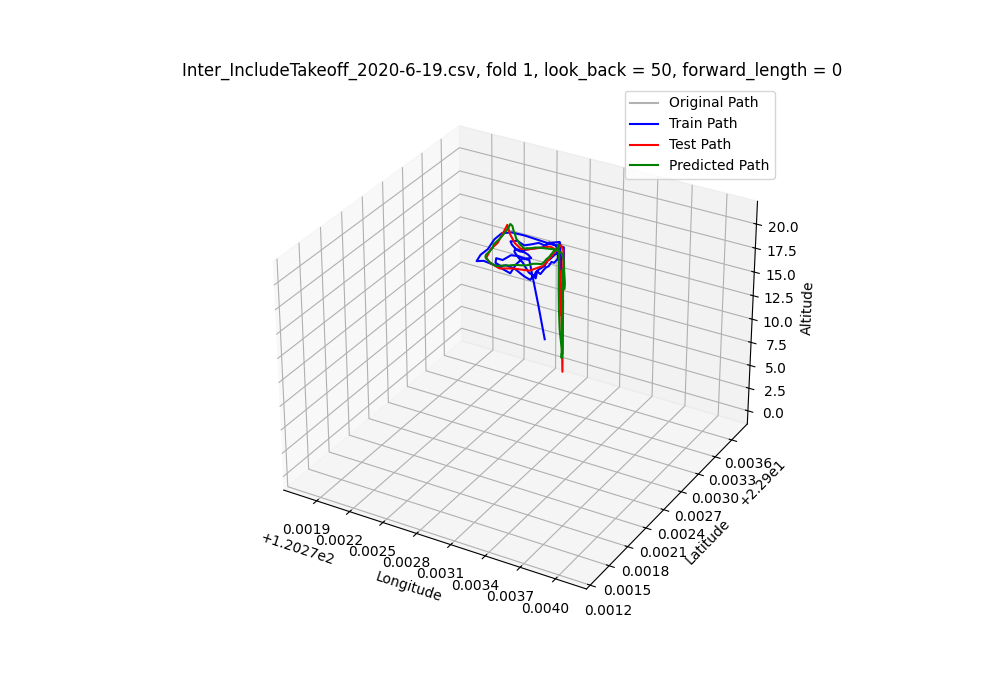 Inter_IncludeTakeoff_2020-6-19.csv, fold 1, look_back = 50, forward_length = 0
Original Path
Train Path
Test Path
Predicted Path
20.0
17.5
15.0
12.5
10.0
7.5
5.0
2.5
0.0
Altitude
0.0036
0.0033
0.0030
0.0027
0.0024
0.0021
0.0018
0.0015
0.0012
+2.29e1
Latitude
0.0019
0.0022
0.0025
0.0028
0.0031
0.0034
0.0037
0.0040
+1.2027e2
Longitude